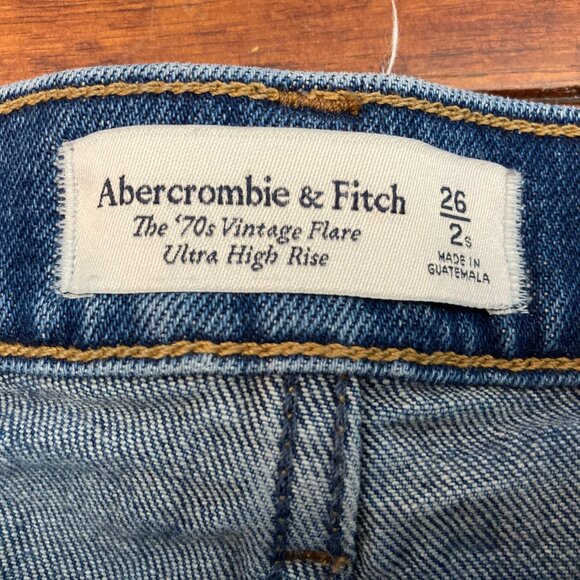 Abercrombie & Fitch
The '70s Vintage Flare
Ultra High Rise
26
2s
MADE IN
GUATEMALA